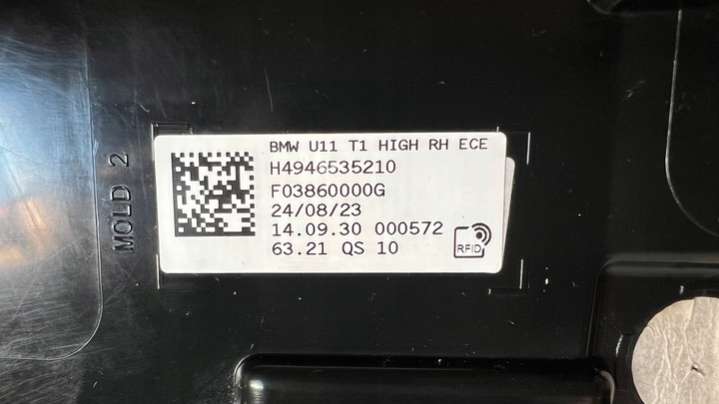 BMW U11 T1 HIGH RH ECE
H4946535210
F03860000G
24/08/23
14.09.30 000572
63.21 QS 10
RFID
MOLD 2